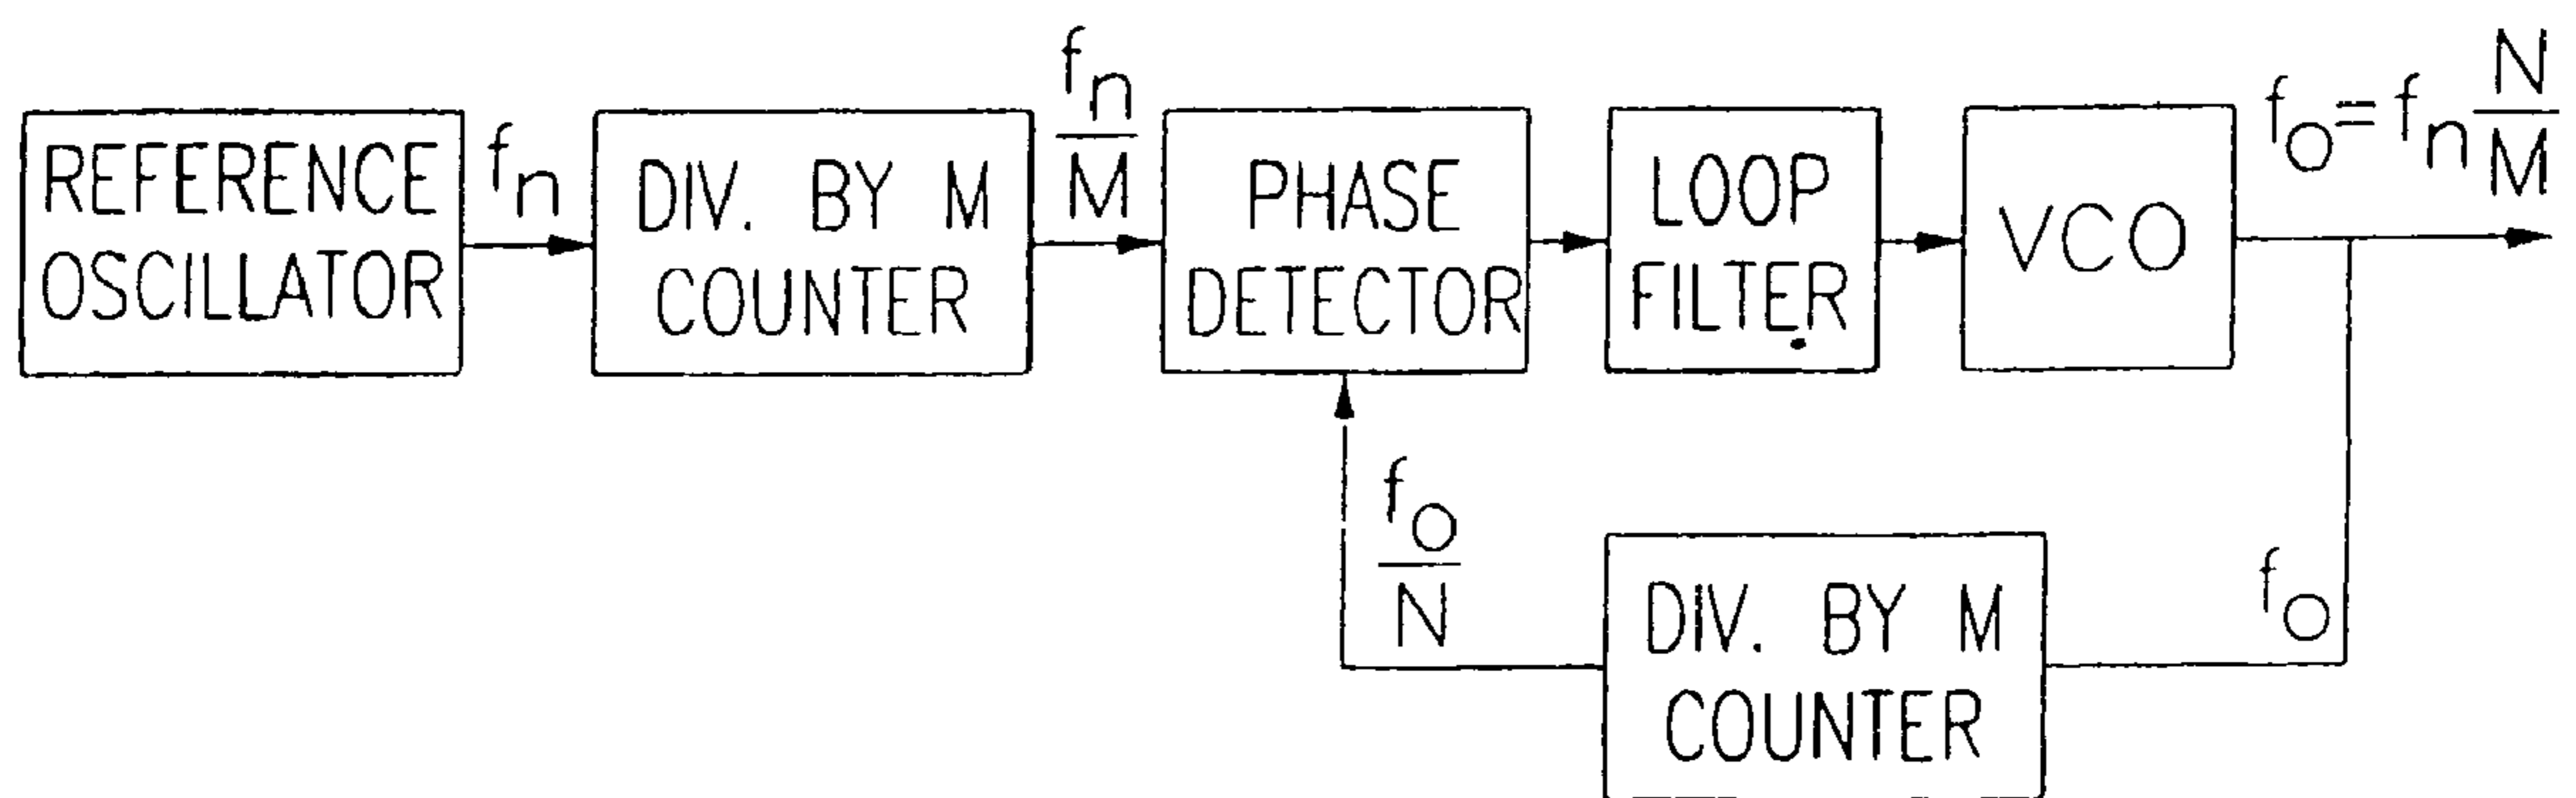 REFERENCE
OSCILLATOR
fn
DIV. BY M
COUNTER
fn
M
PHASE
DETECTOR
LOOP
FILTER
VCO
fo = fn N
M
fo
N
DIV. BY M
COUNTER
fo